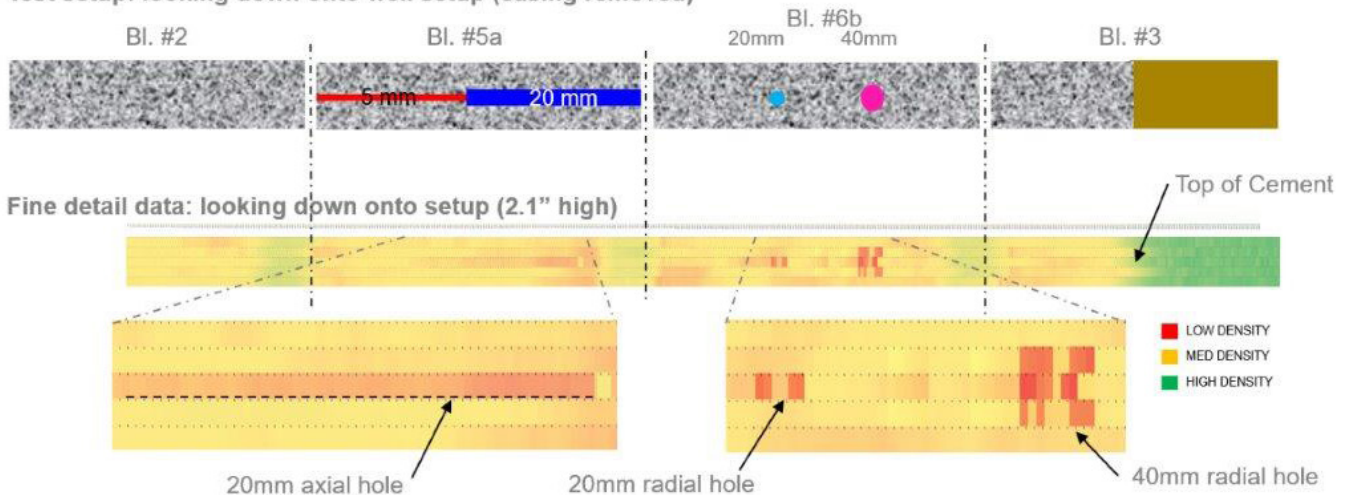 Bl. #2
Bl. #5a
Bl. #6b
20mm
40mm
Bl. #3
5 mm
20 mm
Top of Cement
Fine detail data: looking down onto setup (2.1” high)
LOW DENSITY
MED DENSITY
HIGH DENSITY
20mm axial hole
20mm radial hole
40mm radial hole